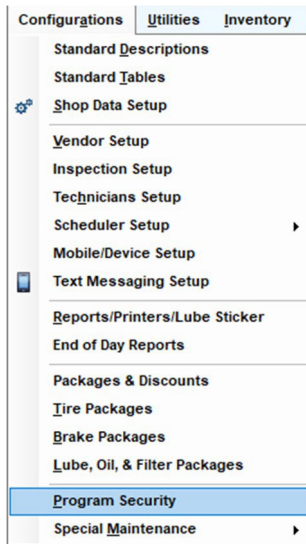 Configurations Utilities Inventory
Standard Descriptions
Standard Tables
Shop Data Setup
Vendor Setup
Inspection Setup
Technicians Setup
Scheduler Setup
Mobile/Device Setup
Text Messaging Setup
Reports/Printers/Lube Sticker
End of Day Reports
Packages & Discounts
Tire Packages
Brake Packages
Lube, Oil, & Filter Packages
Program Security
Special Maintenance